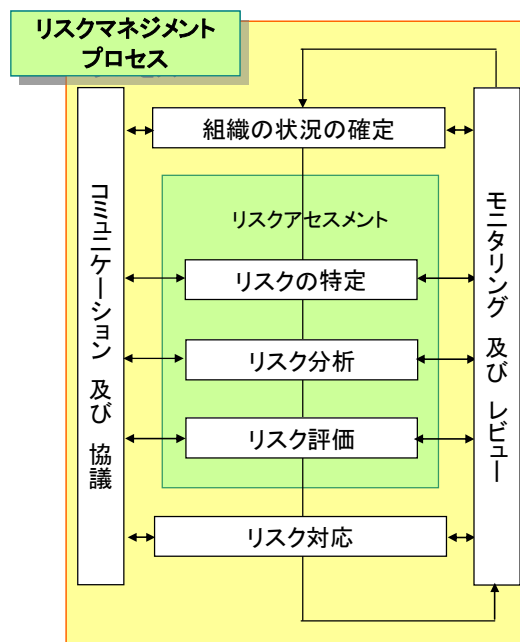 リスクマネジメント
プロセス
組織の状況の確定
コミュニケーション 及び 協議
モニタリング 及び レビュー
リスクアセスメント
リスクの特定
リスク分析
リスク評価
リスク対応